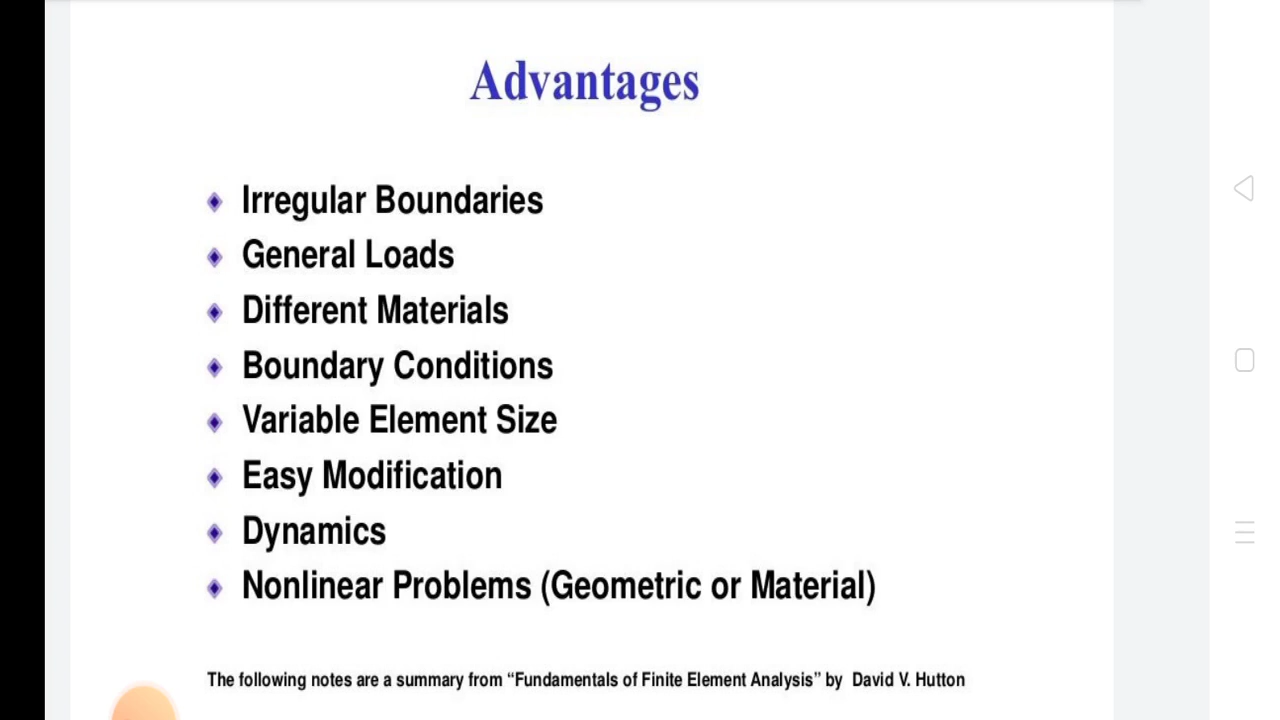 Advantages
Irregular Boundaries
General Loads
Different Materials
Boundary Conditions
Variable Element Size
Easy Modification
Dynamics
Nonlinear Problems (Geometric or Material)
The following notes are a summary from “Fundamentals of Finite Element Analysis” by David V. Hutton